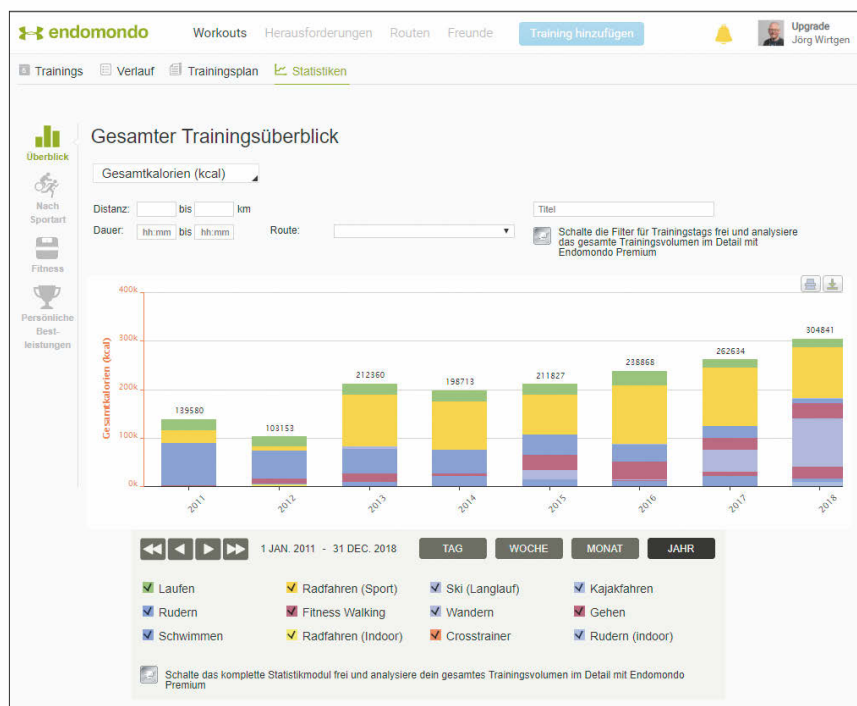 endomondo
Workouts Herausforderungen Routen Freunde Training hinzufügen
Upgrade
Jörg Wirtgen
Trainings Verlauf Trainingsplan Statistiken
Überblick
Nach
Sportart
Fitness
Persönliche
Best-
leistungen
Gesamter Trainingsüberblick
Gesamtkalorien (kcal)
Distanz: bis km
Dauer: hh:mm bis hh:mm Route:
Titel
Schalte die Filter für Trainingstags frei und analysiere
das gesamte Trainingsvolumen im Detail mit
Endomondo Premium
Gesamtkalorien (kcal)
400k
300k
200k
100k
0k
139580
103153
212360
198713
211827
238868
262634
304841
2011 2012 2013 2014 2015 2016 2017 2018
1 JAN. 2011 - 31 DEC. 2018 TAG WOCHE MONAT JAHR
Laufen Radfahren (Sport) Ski (Langlauf) Kajakfahren
Rudern Fitness Walking Wandern Gehen
Schwimmen Radfahren (Indoor) Crosstrainer Rudern (indoor)
Schalte das komplette Statistikmodul frei und analysiere dein gesamtes Trainingsvolumen im Detail mit Endomondo
Premium